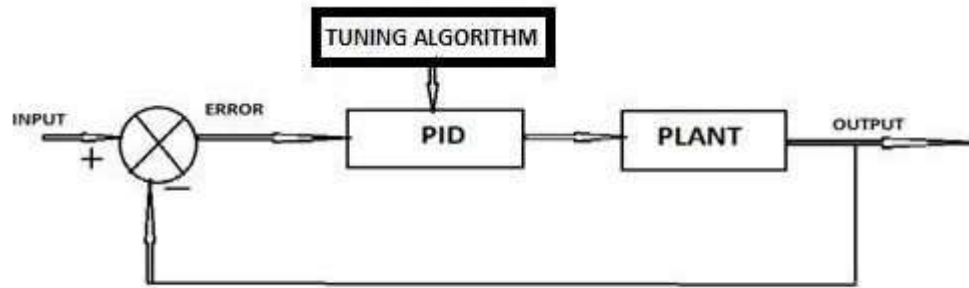 TUNING ALGORITHM
INPUT
+
−
ERROR
PID
PLANT
OUTPUT